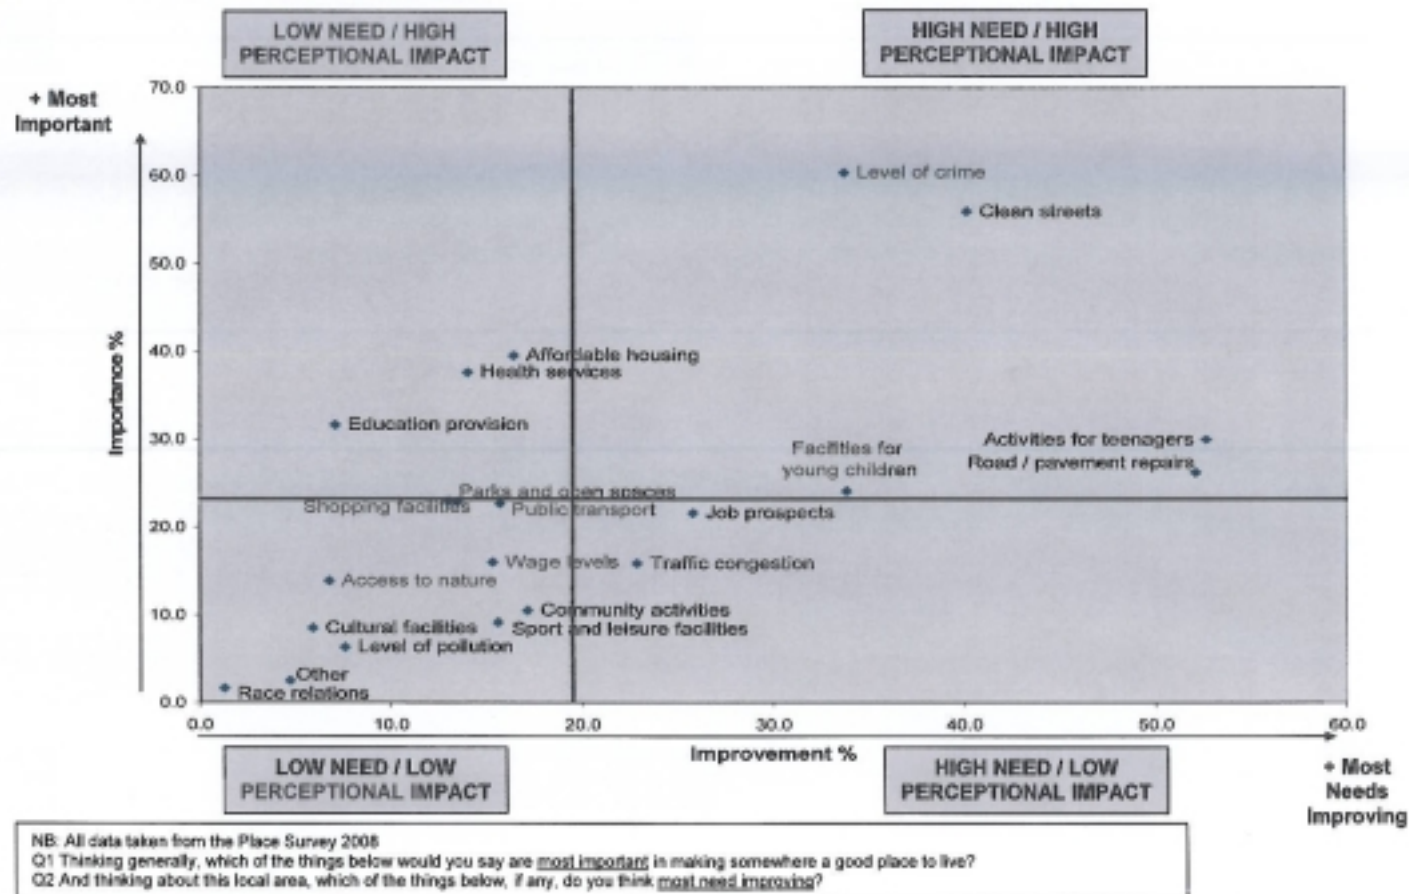 LOW NEED / HIGH
PERCEPTIONAL IMPACT
HIGH NEED / HIGH
PERCEPTIONAL IMPACT
+ Most
Important
70.0
60.0
50.0
40.0
30.0
20.0
10.0
0.0
Importance %
Level of crime
Clean streets
Affordable housing
Health services
Education provision
Activities for teenagers
Facilities for
young children
Road / pavement repairs
Parks and open spaces
Shopping facilities
Public transport
Job prospects
Wage levels
Traffic congestion
Access to nature
Community activities
Cultural facilities
Sport and leisure facilities
Level of pollution
Other
Race relations
0.0
10.0
20.0
30.0
40.0
50.0
60.0
Improvement %
LOW NEED / LOW
PERCEPTIONAL IMPACT
HIGH NEED / LOW
PERCEPTIONAL IMPACT
+ Most
Needs
Improving
NB: All data taken from the Place Survey 2008
Q1 Thinking generally, which of the things below would you say are most important in making somewhere a good place to live?
Q2 And thinking about this local area, which of the things below, if any, do you think most need improving?